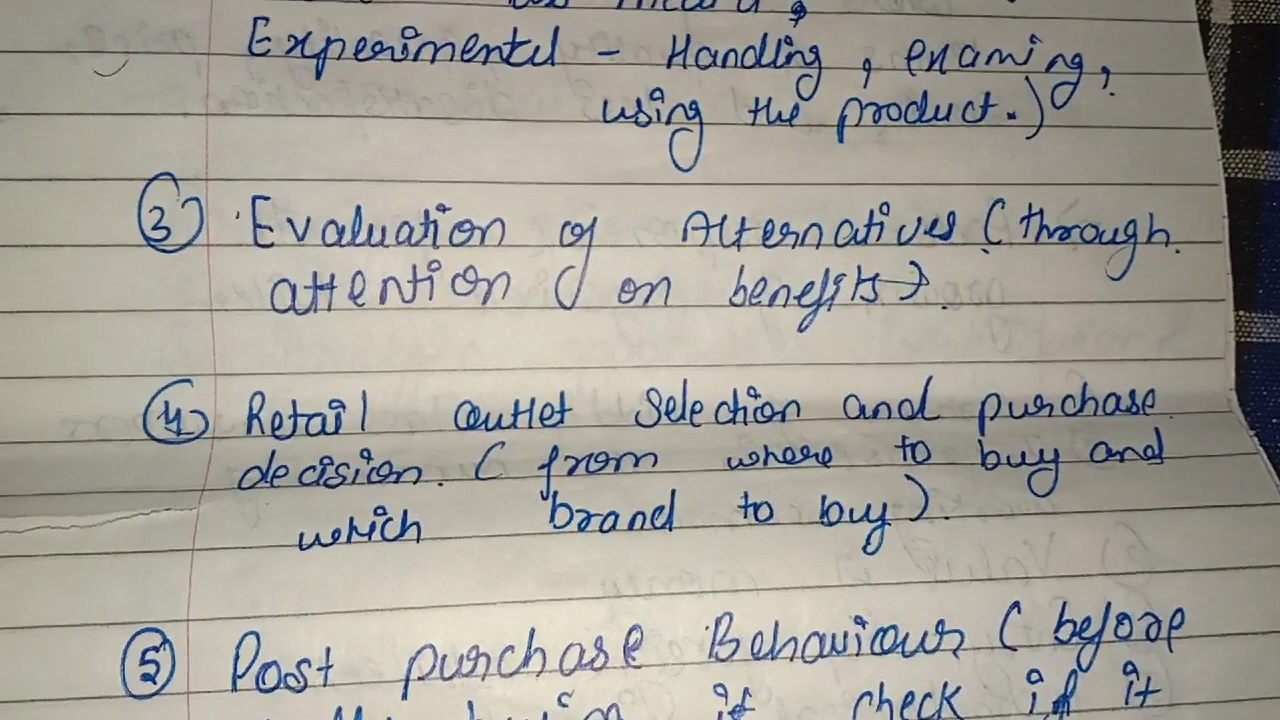 Experimental - Handling, examing,
using the product.)
③ Evaluation of Alternatives (through
attention on benefits).
④ Retail outlet Selection and purchase
decision. (from where to buy and
which brand to buy).
⑤ Post purchase Behaviour (before
if check if it